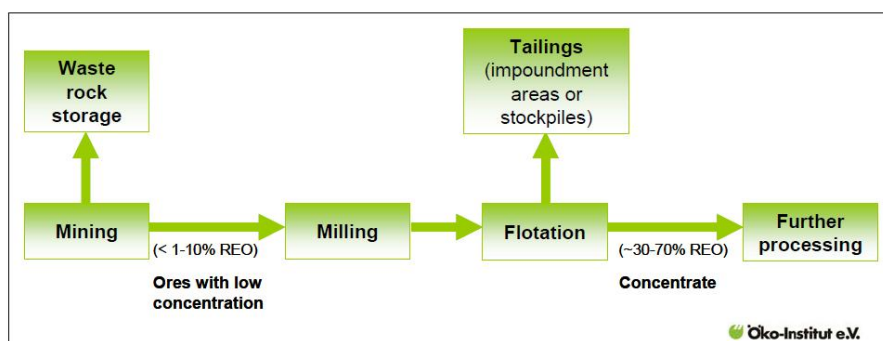 Waste
rock
storage
Tailings
(impoundment
areas or
stockpiles)
Mining
(< 1-10% REO)
Milling
Flotation
(~30-70% REO)
Further
processing
Ores with low
concentration
Concentrate
Öko-Institut e.V.